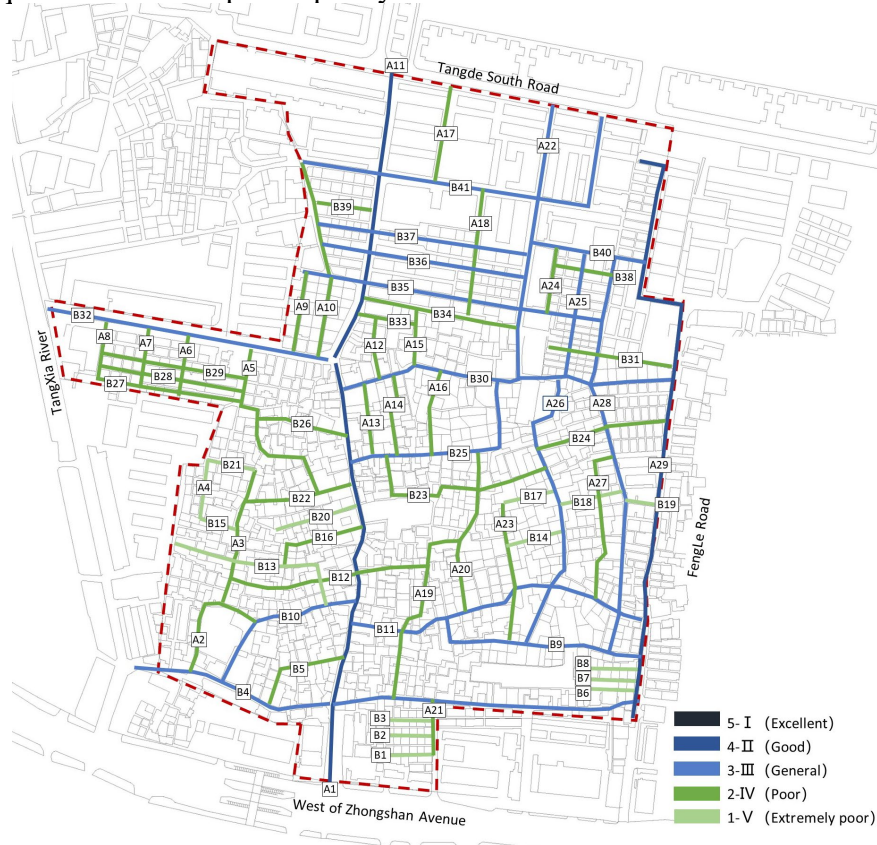 A11
Tangde South Road
A17
A22
B41
B39
A18
B37
B40
B36
B38
B35
A24
A25
A9
A10
B32
B34
B33
A8
A7
A6
A12
A15
B31
A5
B29
B28
B27
B30
A16
A26
A28
A14
TangXia River
A13
B26
B24
B25
B21
A29
A4
A27
B22
B23
B17
B18
B19
B20
B15
A23
B16
B14
A3
B13
FengLe Road
B12
A20
A19
B10
B11
A2
B9
B5
B8
B7
B4
B6
A21
B3
B2
B1
A1
West of Zhongshan Avenue
5-Ⅰ (Excellent)
4-Ⅱ (Good)
3-Ⅲ (General)
2-Ⅳ (Poor)
1-Ⅴ (Extremely poor)